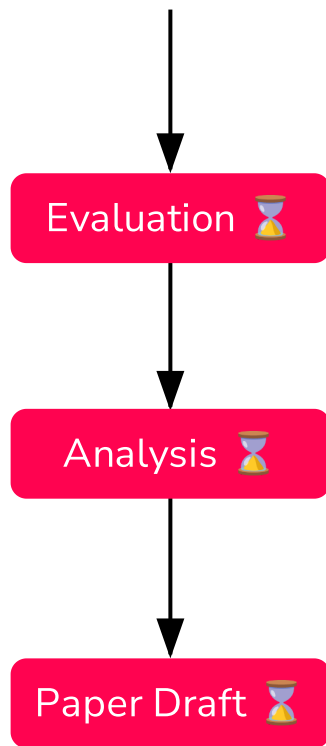 Evaluation ⌛
Analysis ⌛
Paper Draft ⌛